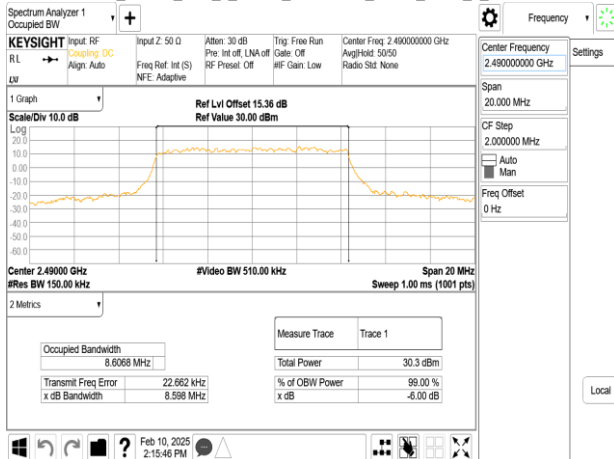 Spectrum Analyzer 1
Occupied BW
Frequency
KEYSIGHT
RL
LXI
Input: RF
Coupling: DC
Align: Auto
Input Z: 50 Ω
Freq Ref: Int (S)
NFE: Adaptive
Atten: 30 dB
Pre: Int off, LNA off
RF Presel: Off
Trig: Free Run
Gate: Off
#IF Gain: Low
Center Freq: 2.490000000 GHz
Avg|Hold: 50/50
Radio Std: None
Center Frequency
2.490000000 GHz
Settings
Span
20.000 MHz
CF Step
2.000000 MHz
Auto
Man
Freq Offset
0 Hz
Local
1 Graph
Scale/Div 10.0 dB
Ref Lvl Offset 15.36 dB
Ref Value 30.00 dBm
Log
20.0
10.0
0.00
-10.0
-20.0
-30.0
-40.0
-50.0
-60.0
Center 2.49000 GHz
#Res BW 150.00 kHz
#Video BW 510.00 kHz
Span 20 MHz
Sweep 1.00 ms (1001 pts)
2 Metrics
Measure Trace Trace 1
Occupied Bandwidth
8.6068 MHz
Total Power 30.3 dBm
Transmit Freq Error 22.662 kHz
% of OBW Power 99.00 %
x dB Bandwidth 8.598 MHz
x dB -6.00 dB
?
Feb 10, 2025
2:15:46 PM